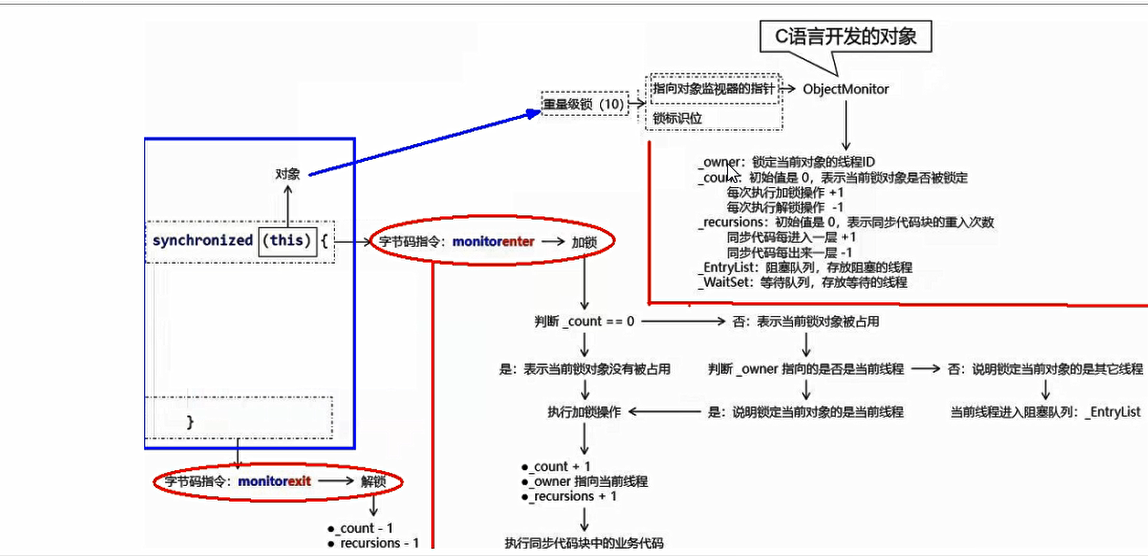 C语言开发的对象
指向对象监视器的指针
ObjectMonitor
重量级锁（10）
锁标识位
_owner：锁定当前对象的线程ID
_count：初始值是 0，表示当前锁对象是否被锁定
每次执行加锁操作 +1
每次执行解锁操作 -1
_recursions：初始值是 0，表示同步代码块的重入次数
同步代码每进入一层 +1
同步代码每出来一层 -1
_EntryList：阻塞队列，存放阻塞的线程
_WaitSet：等待队列，存放等待的线程
对象
synchronized (this) {
字节码指令：monitorenter
加锁
判断 _count == 0
否：表示当前锁对象被占用
是：表示当前锁对象没有被占用
判断 _owner 指向的是否是当前线程
否：说明锁定当前对象的是其它线程
执行加锁操作
是：说明锁定当前对象的是当前线程
当前线程进入阻塞队列：_EntryList
}
●_count + 1
●_owner 指向当前线程
●_recursions + 1
字节码指令：monitorexit
解锁
●_count - 1
● recursions - 1
执行同步代码块中的业务代码